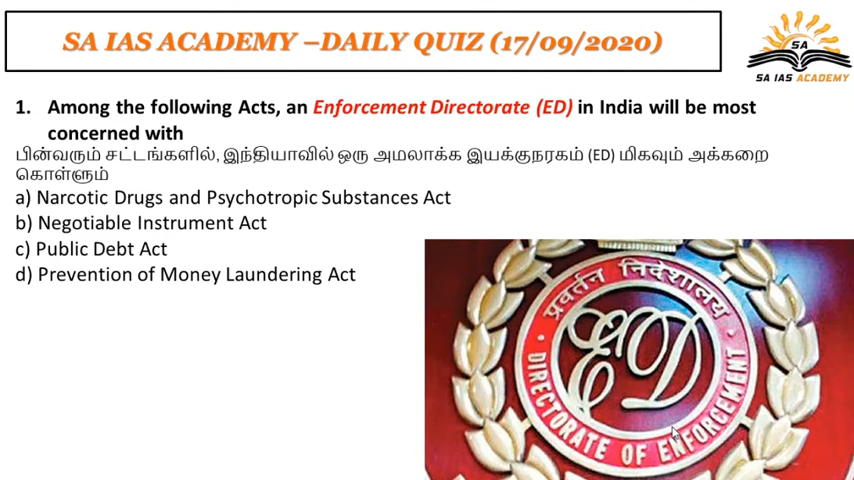 SA IAS ACADEMY –DAILY QUIZ (17/09/2020)
SA
SA IAS ACADEMY
1. Among the following Acts, an Enforcement Directorate (ED) in India will be most
concerned with
பின்வரும் சட்டங்களில், இந்தியாவில் ஒரு அமலாக்க இயக்குநரகம் (ED) மிகவும் அக்கறை
கொள்ளும்
a) Narcotic Drugs and Psychotropic Substances Act
b) Negotiable Instrument Act
c) Public Debt Act
d) Prevention of Money Laundering Act
प्रवर्तन निदेशालय
ED
DIRECTORATE OF ENFORCEMENT